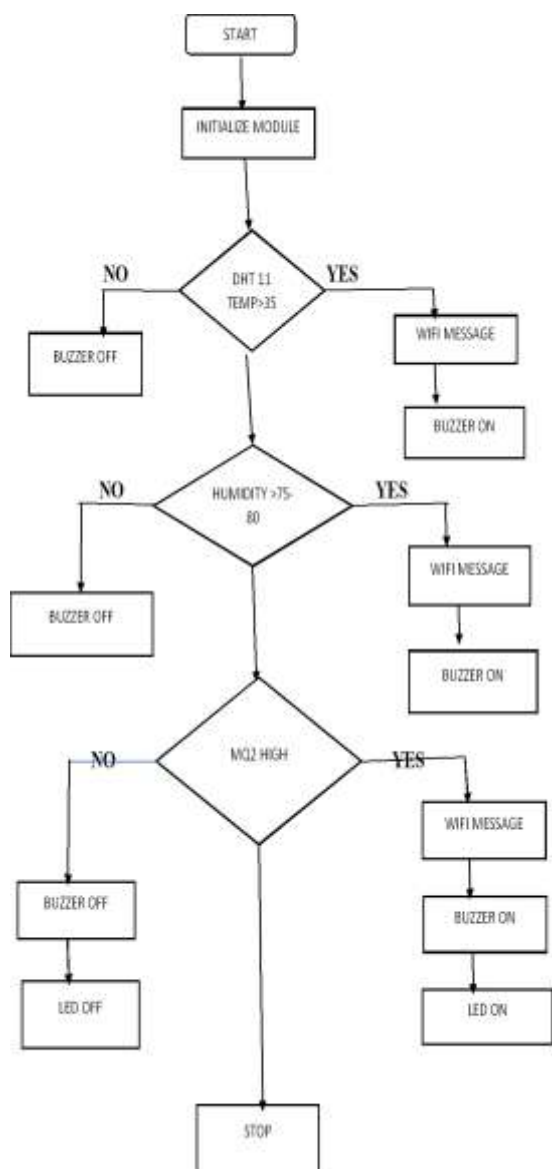 START
INITIALIZE MODULE
NO
DHT 11
YES
TEMP>35
BUZZER OFF
WIFI MESSAGE
BUZZER ON
NO
HUMIDITY >75-
80
YES
BUZZER OFF
WIFI MESSAGE
BUZZER ON
NO
MQ2 HIGH
YES
WIFI MESSAGE
BUZZER OFF
BUZZER ON
LED OFF
LED ON
STOP